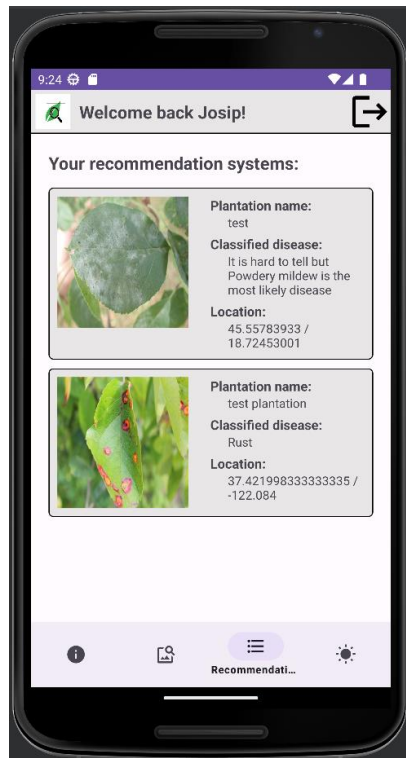 9:24
Welcome back Josip!
Your recommendation systems:
Plantation name:
test
Classified disease:
It is hard to tell but
Powdery mildew is the
most likely disease
Location:
45.55783933 /
18.72453001
Plantation name:
test plantation
Classified disease:
Rust
Location:
37.421998333333335 /
-122.084
Recommendati...